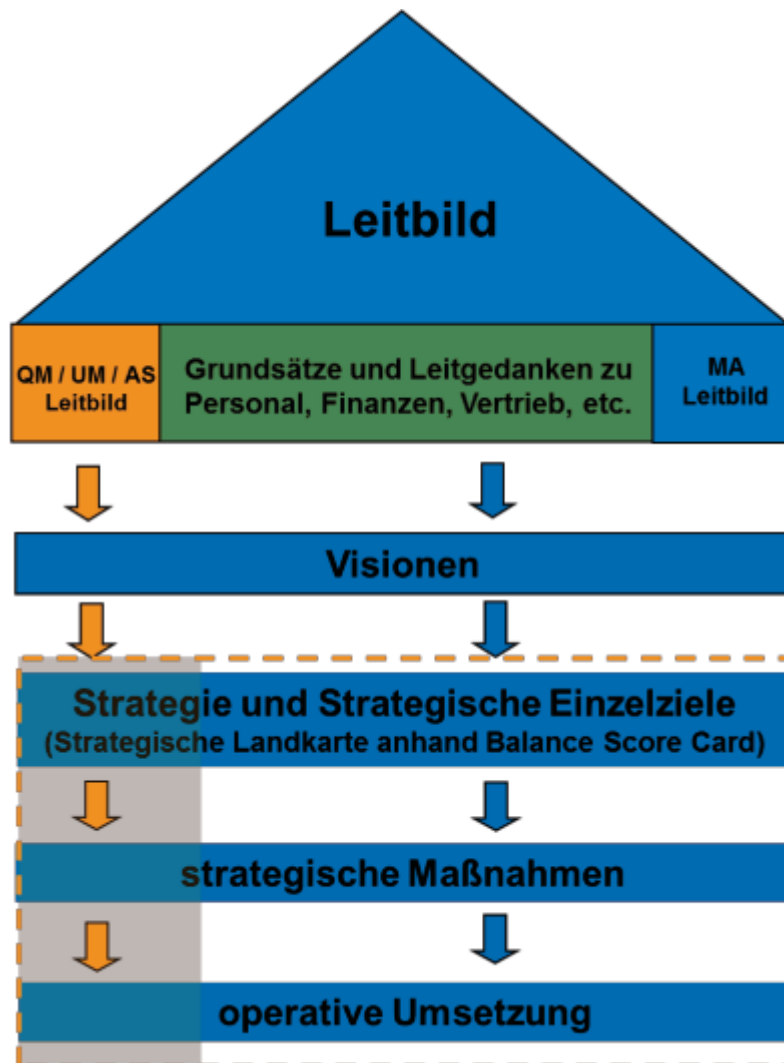 Leitbild
QM / UM / AS
Leitbild
Grundsätze und Leitgedanken zu
Personal, Finanzen, Vertrieb, etc.
MA
Leitbild
Visionen
Strategie und Strategische Einzelziele
(Strategische Landkarte anhand Balance Score Card)
strategische Maßnahmen
operative Umsetzung